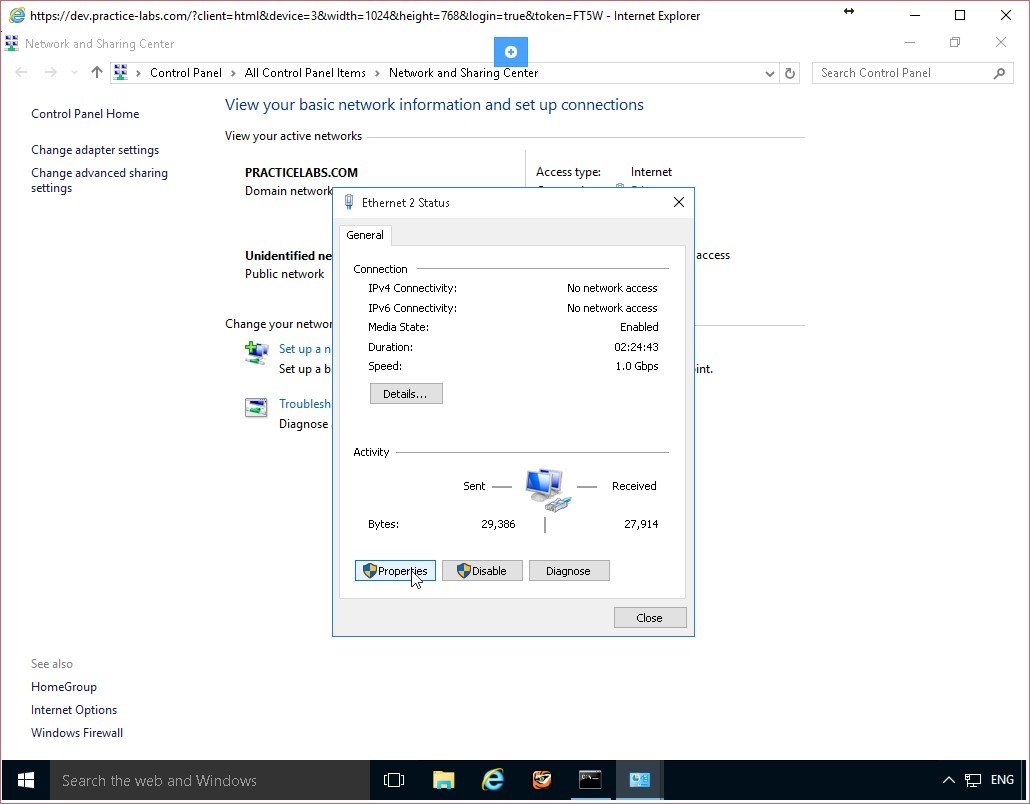 https://dev.practice-labs.com/?client=html&device=3&width=1024&height=768&login=true&token=FT5W - Internet Explorer
Network and Sharing Center
Control Panel > All Control Panel Items > Network and Sharing Center
Search Control Panel
Control Panel Home
Change adapter settings
Change advanced sharing
settings
View your basic network information and set up connections
View your active networks
PRACTICELABS.COM
Domain network
Access type: Internet
Unidentified ne
Public network
access
Change your networ
Set up a n
Set up a b
int.
Troublesh
Diagnose
Ethernet 2 Status
General
Connection
IPv4 Connectivity: No network access
IPv6 Connectivity: No network access
Media State: Enabled
Duration: 02:24:43
Speed: 1.0 Gbps
Details...
Activity
Sent — — Received
Bytes: 29,386 | 27,914
Properties Disable Diagnose
Close
See also
HomeGroup
Internet Options
Windows Firewall
Search the web and Windows
ENG